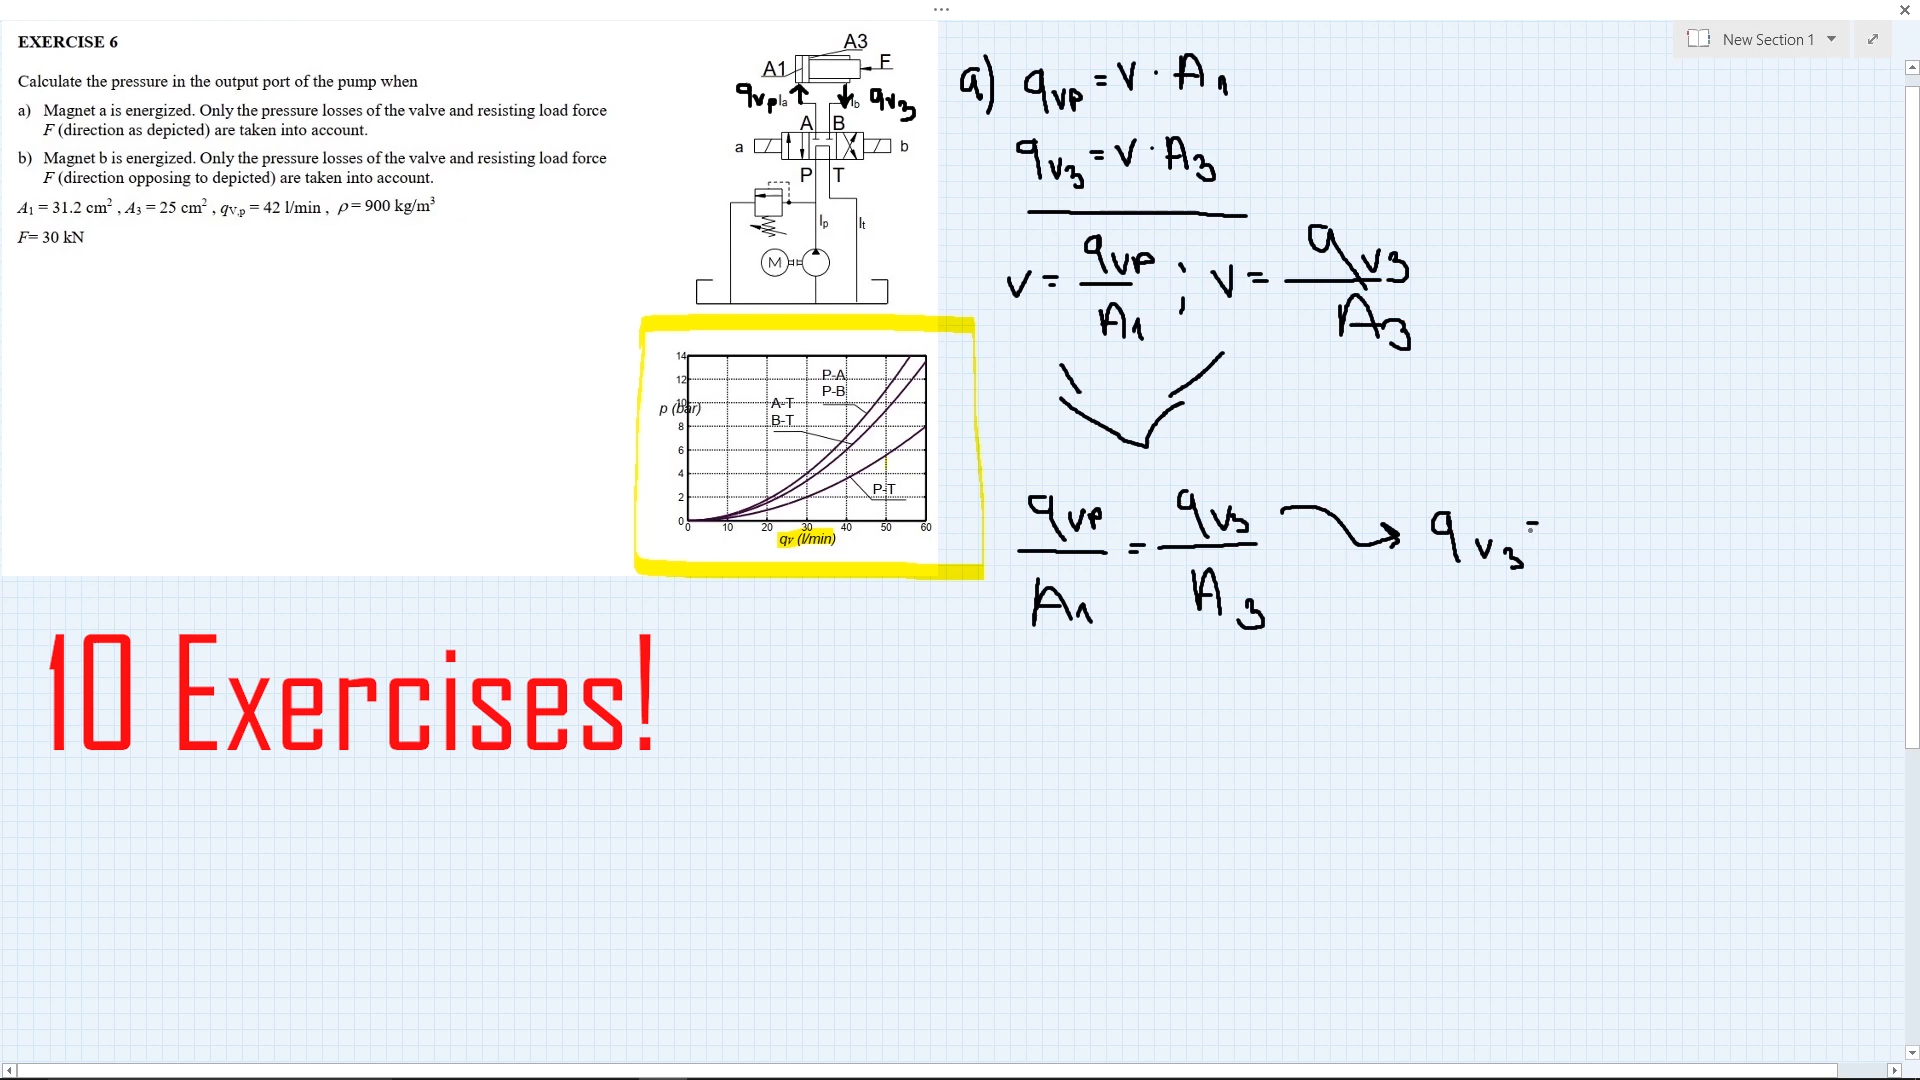 ...
New Section 1
EXERCISE 6
Calculate the pressure in the output port of the pump when
a) Magnet a is energized. Only the pressure losses of the valve and resisting load force
F (direction as depicted) are taken into account.
b) Magnet b is energized. Only the pressure losses of the valve and resisting load force
F (direction opposing to depicted) are taken into account.
A1 = 31.2 cm² , A3 = 25 cm² , qV,p = 42 l/min , ρ = 900 kg/m³
F= 30 kN
A3
A1 F
qvp la lb qv3
A B
a b
P T
lp lt
M
14
12
10
8
6
4
2
0
p (bar)
P-A
P-B
A-T
B-T
P-T
0 10 20 30 40 50 60
qV (l/min)
a) qvp = v · A1
qv3 = v · A3
v = qvp / A1 ; v = qv3 / A3
qvp / A1 = qv3 / A3 → qv3 =
10 Exercises!